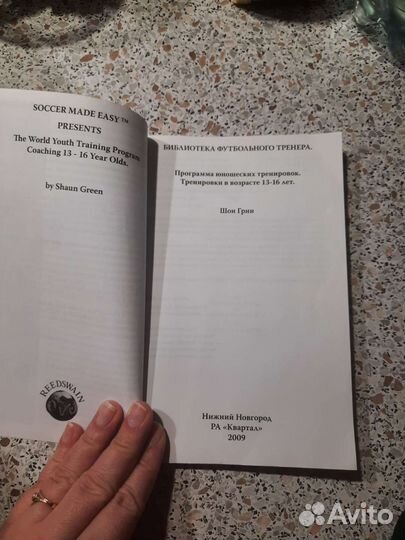 SOCCER MADE EASY™
PRESENTS
The World Youth Training Program
Coaching 13 - 16 Year Olds.
by Shaun Green
REEDSWAIN
БИБЛИОТЕКА ФУТБОЛЬНОГО ТРЕНЕРА.
Программа юношеских тренировок.
Тренировки в возрасте 13-16 лет.
Шон Грин
Нижний Новгород
РА «Квартал»
2009
Avito